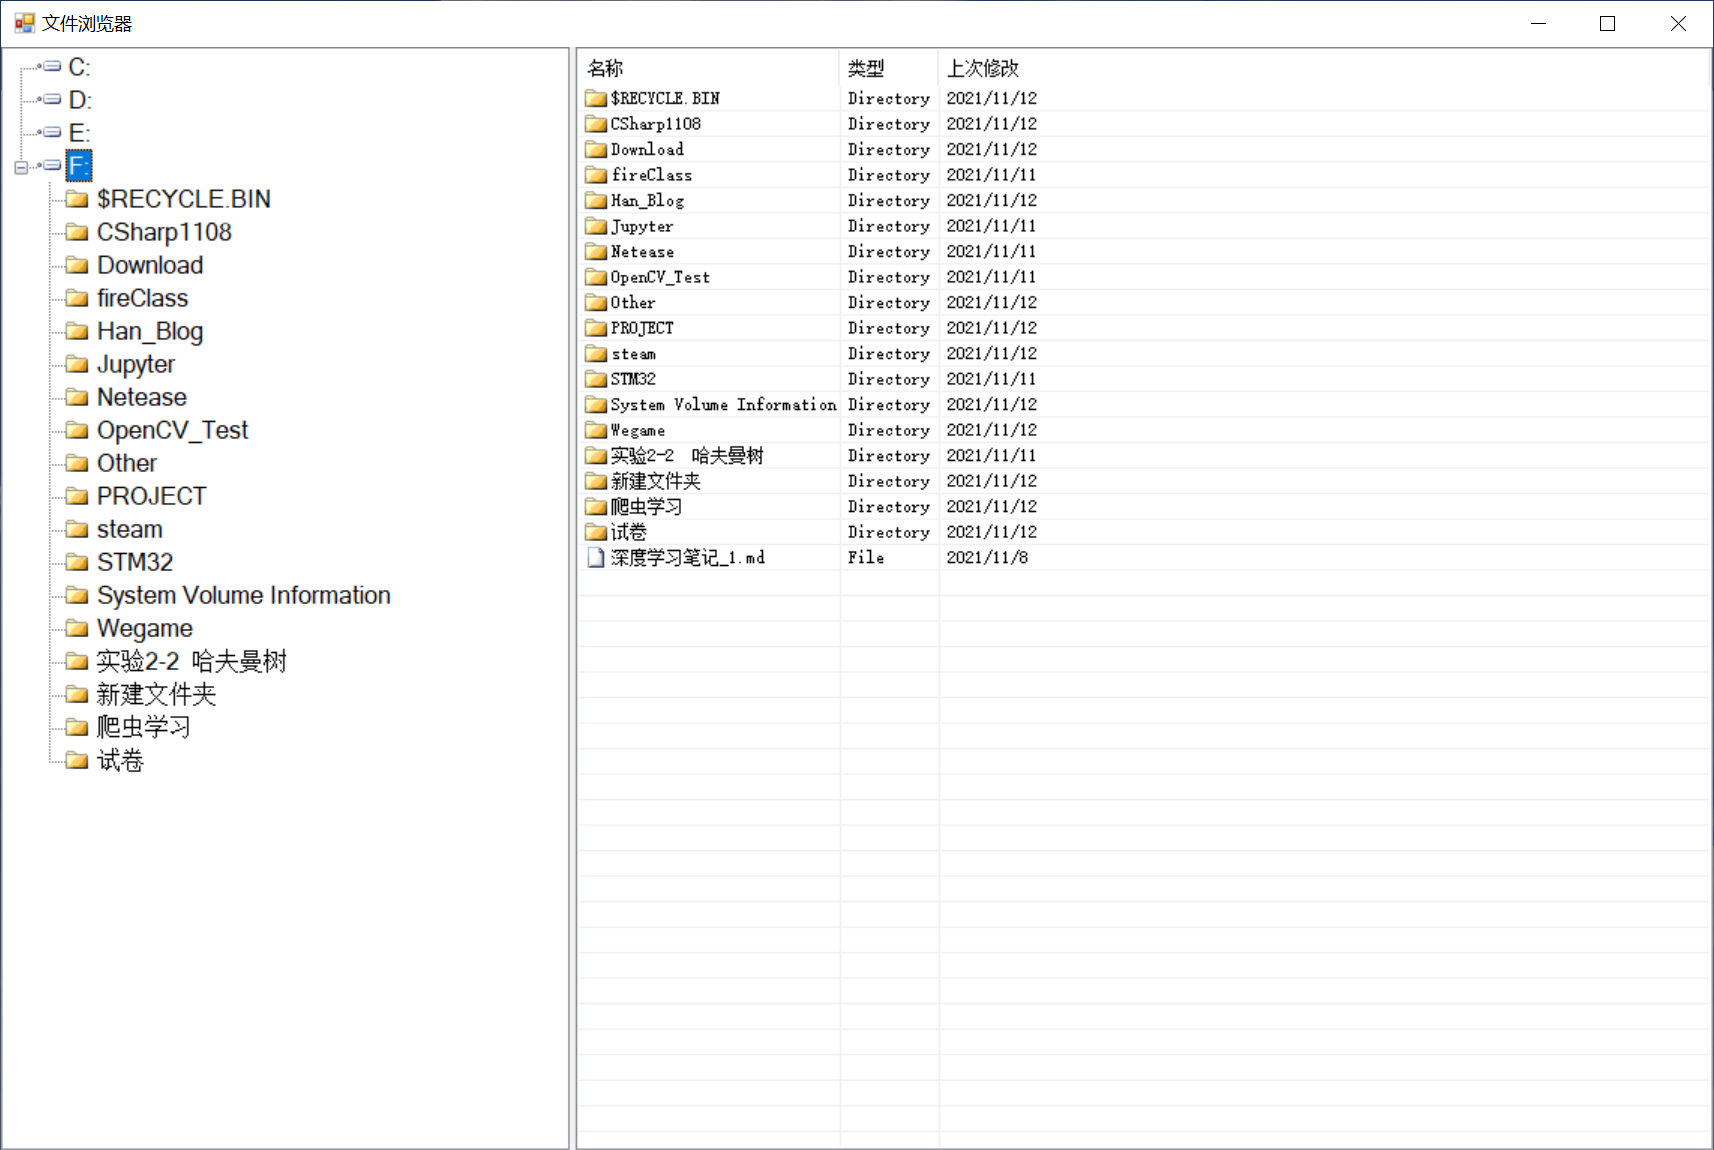 文件浏览器
C:
D:
E:
F:
$RECYCLE.BIN
CSharp1108
Download
fireClass
Han_Blog
Jupyter
Netease
OpenCV_Test
Other
PROJECT
steam
STM32
System Volume Information
Wegame
实验2-2 哈夫曼树
新建文件夹
爬虫学习
试卷
名称 类型 上次修改
$RECYCLE.BIN Directory 2021/11/12
CSharp1108 Directory 2021/11/12
Download Directory 2021/11/12
fireClass Directory 2021/11/11
Han_Blog Directory 2021/11/12
Jupyter Directory 2021/11/11
Netease Directory 2021/11/11
OpenCV_Test Directory 2021/11/11
Other Directory 2021/11/12
PROJECT Directory 2021/11/12
steam Directory 2021/11/12
STM32 Directory 2021/11/11
System Volume Information Directory 2021/11/12
Wegame Directory 2021/11/12
实验2-2 哈夫曼树 Directory 2021/11/11
新建文件夹 Directory 2021/11/12
爬虫学习 Directory 2021/11/12
试卷 Directory 2021/11/12
深度学习笔记_1.md File 2021/11/8